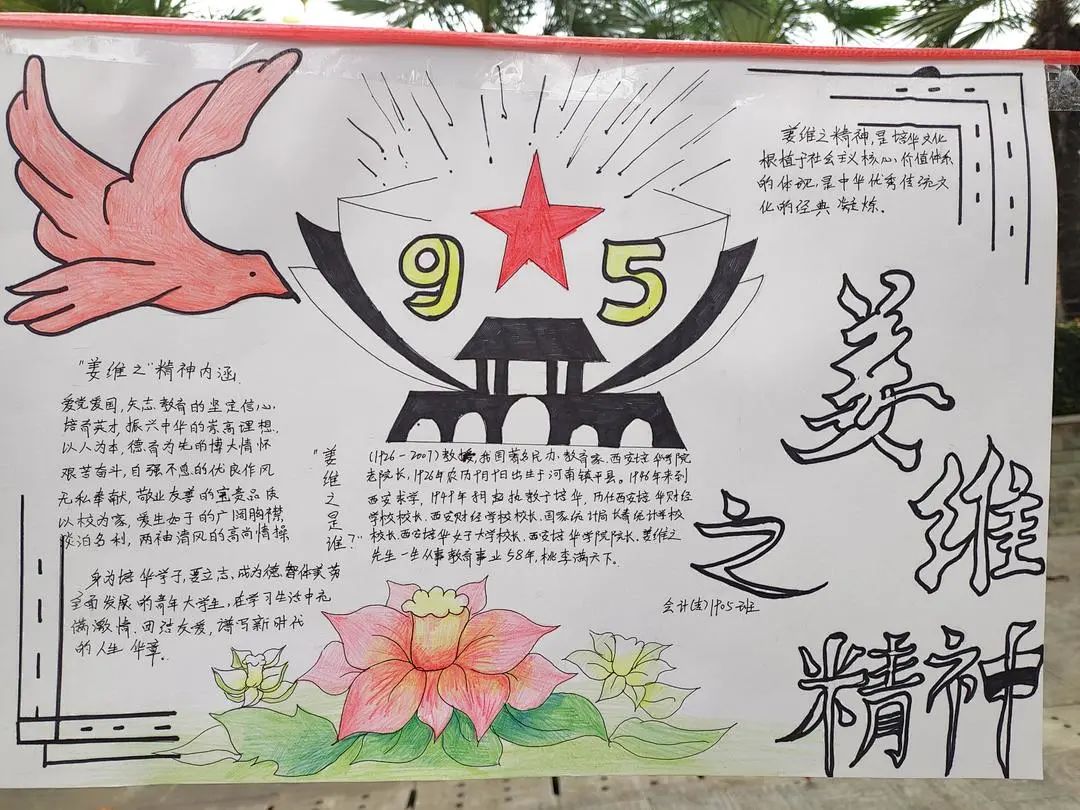 95
姜维之精神,是培华文化
根植于社会主义核心价值体系
的体现,是中华优秀传统文
化的经典凝炼.
"姜维之"精神内涵
爱党爱国,矢志教育的坚定信心.
培育英才,振兴中华的崇高理想.
以人为本,德育为先的博大情怀
艰苦奋斗,自强不息的优良作风
无私奉献,敬业友善的宝贵品质
以校为家,爱生如子的广阔胸襟,
淡泊名利,两袖清风的高尚情操
身为培华学子,要立志,成为德.智体美劳
全面发展的青年大学生,在学习生活中充
满激情.团结友爱,谱写新时代
的人生华章.
"姜维之是谁?"
(1926-2007)教授,我国著名民办.教育家.西安培华学院
老院长,1926年农历9月9日出生于河南镇平县。1946年来到
西安求学,1949年
执教于培华,历任西安培华财经
学校校长.西安财经学校校长.国家统计局长春统计学校
校长.西安培华女子大学校长.西安培华学院院长.姜维之
先生一生从事教育事业58年,桃李满天下.
会计(专)1905班
姜维之精神